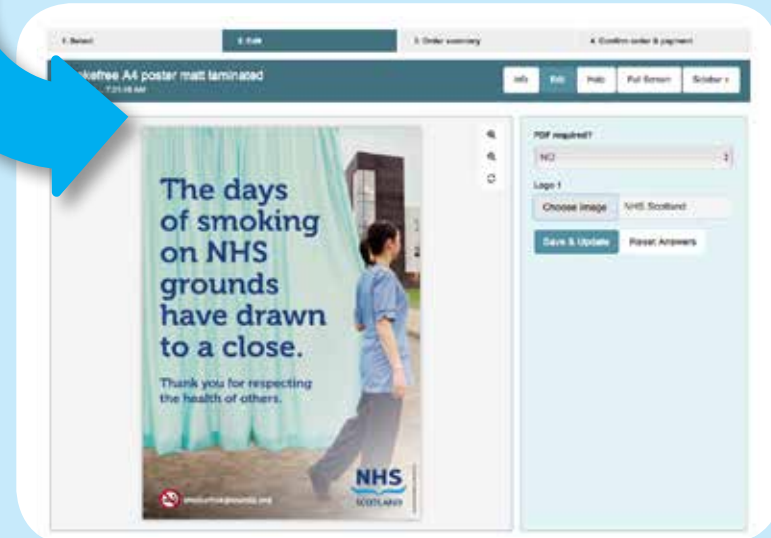 1. Select
2. Edit
3. Order summary
4. Confirm order & payment
kefree A4 poster matt laminated
Info
Edit
Help
Full Screen
Sidebar
The days
of smoking
on NHS
grounds
have drawn
to a close.
Thank you for respecting
the health of others.
NHS
SCOTLAND
PDF required?
NO
Logo 1
Choose image
NHS Scotland
Save & Update
Reset Answers